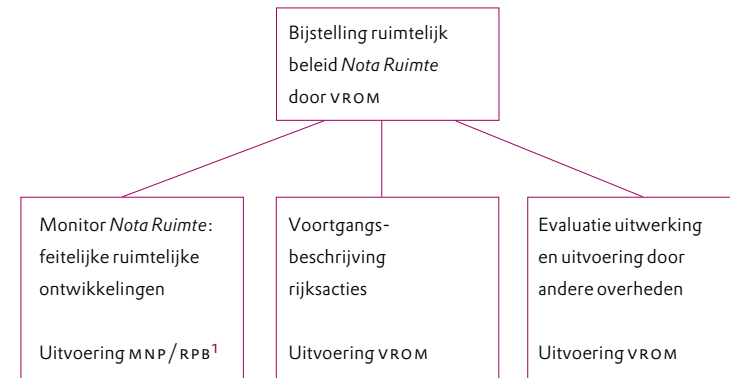 Bijstelling ruimtelijk
beleid Nota Ruimte
door VROM
Monitor Nota Ruimte:
feitelijke ruimtelijke
ontwikkelingen
Uitvoering MNP/RPB1
Voortgangs-
beschrijving
rijksacties
Uitvoering VROM
Evaluatie uitwerking
en uitvoering door
andere overheden
Uitvoering VROM